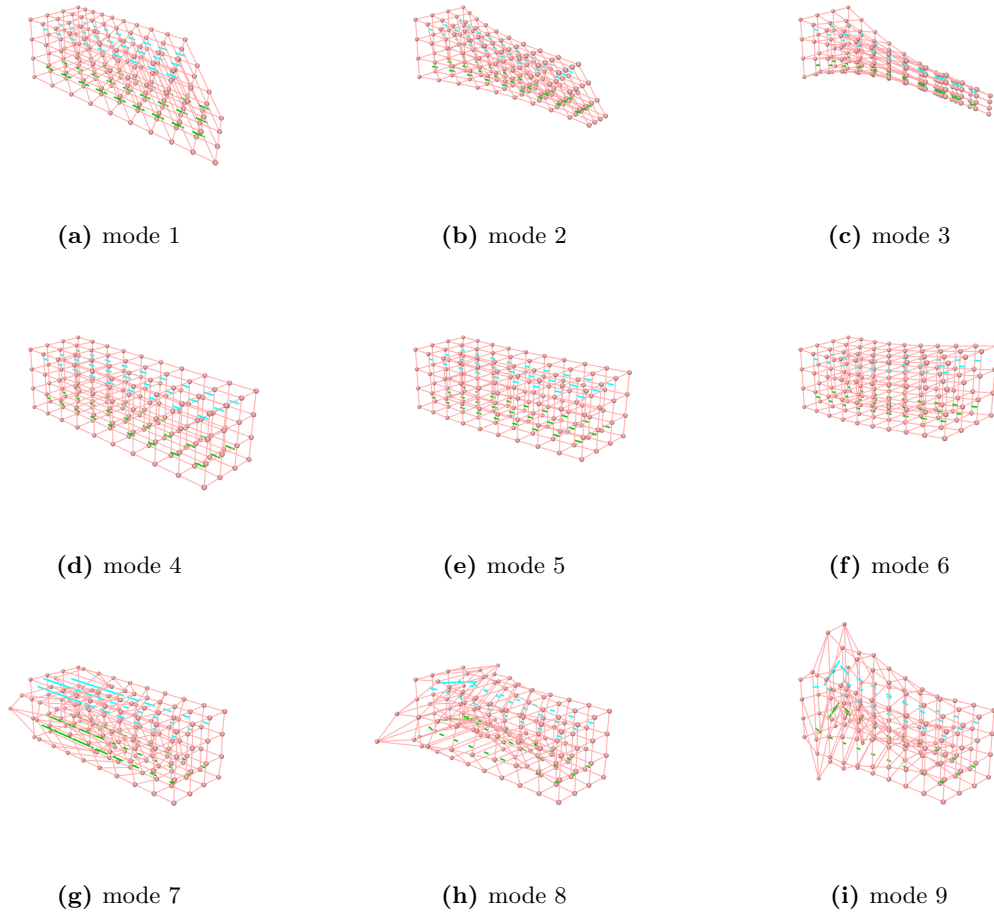 (a) mode 1
(b) mode 2
(c) mode 3
(d) mode 4
(e) mode 5
(f) mode 6
(g) mode 7
(h) mode 8
(i) mode 9